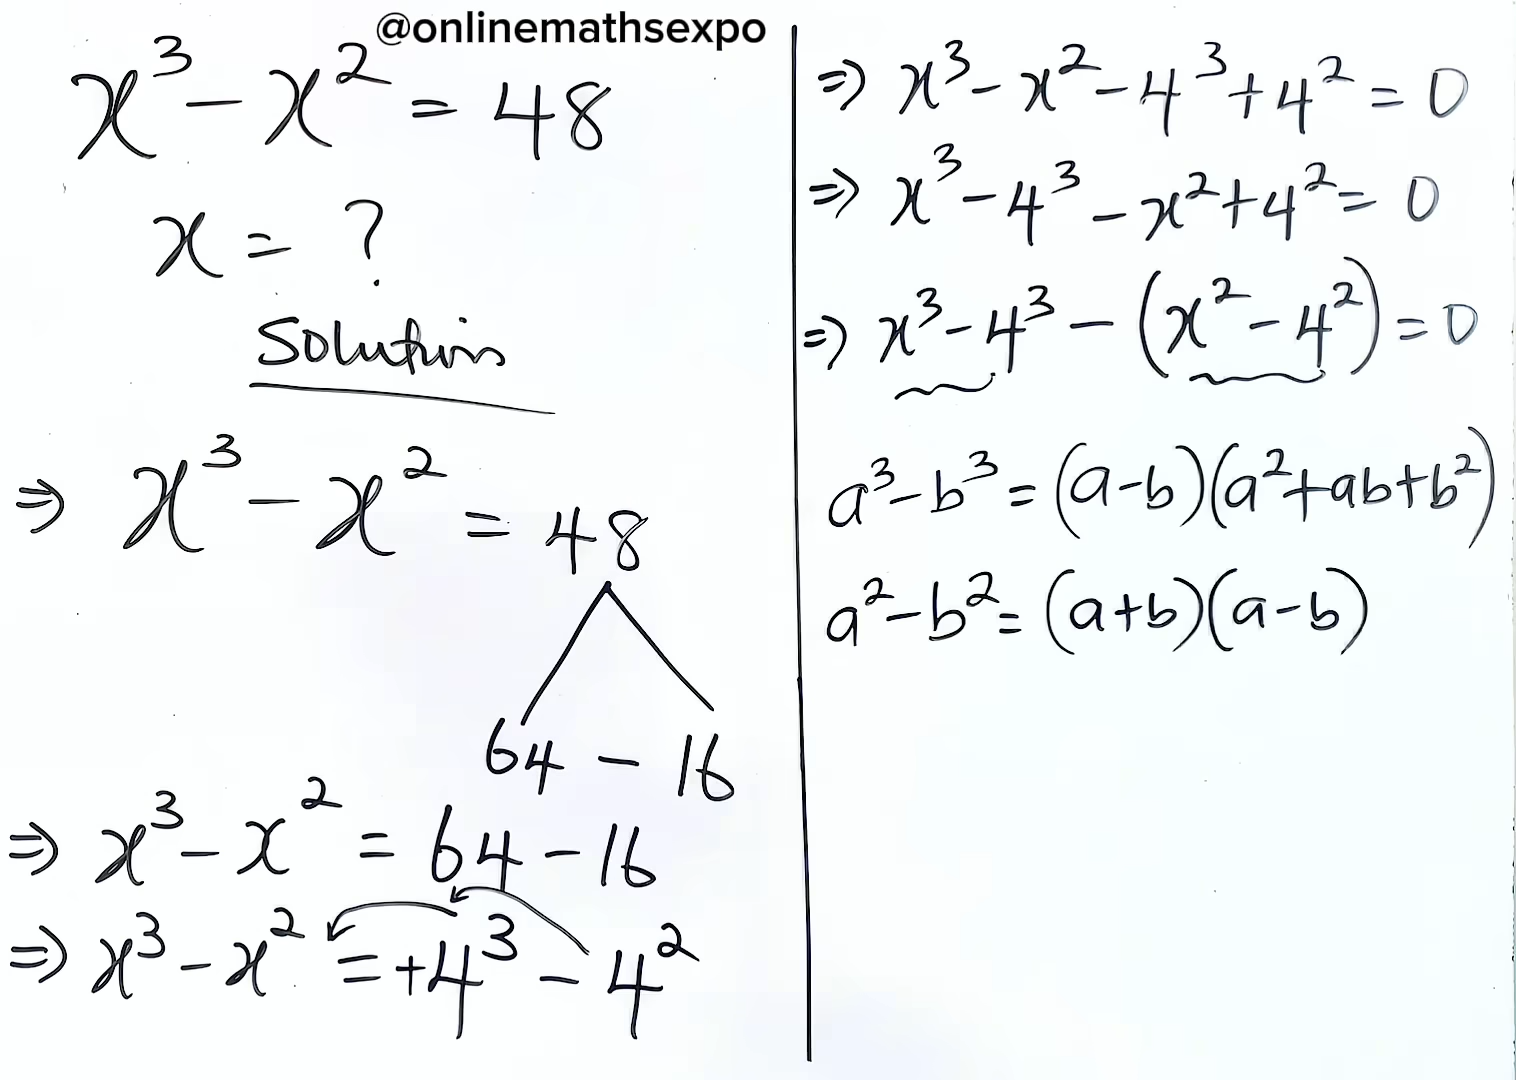 @onlinemathsexpo
x³ - x² = 48
x = ?
Solution
⇒ x³ - x² = 48
64 - 16
⇒ x³ - x² = 64 - 16
⇒ x³ - x² = +4³ - 4²
⇒ x³ - x² - 4³ + 4² = 0
⇒ x³ - 4³ - x² + 4² = 0
⇒ x³ - 4³ - (x² - 4²) = 0
a³ - b³ = (a-b)(a²+ab+b²)
a² - b² = (a+b)(a-b)